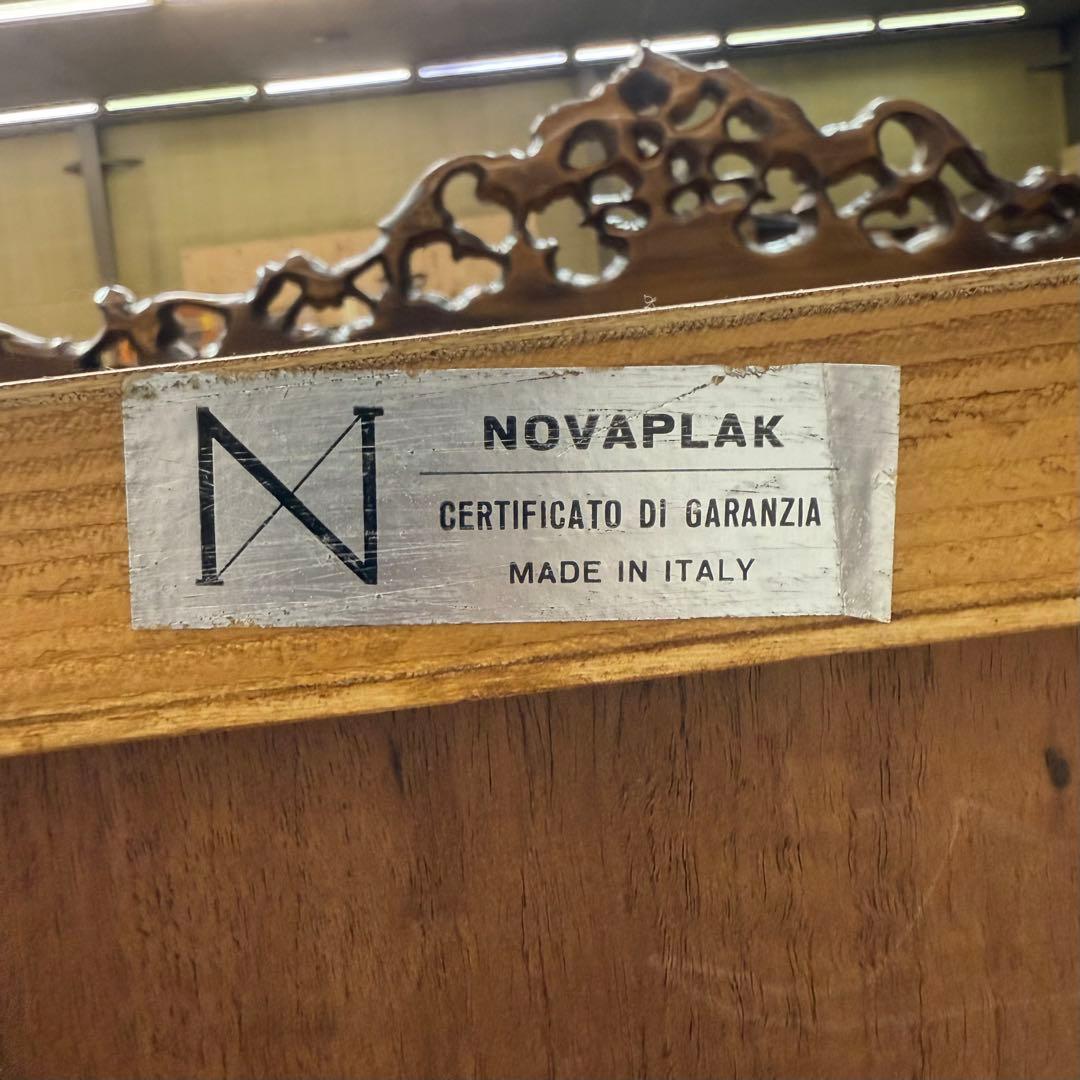 N
NOVAPLAK
CERTIFICATO DI GARANZIA
MADE IN ITALY